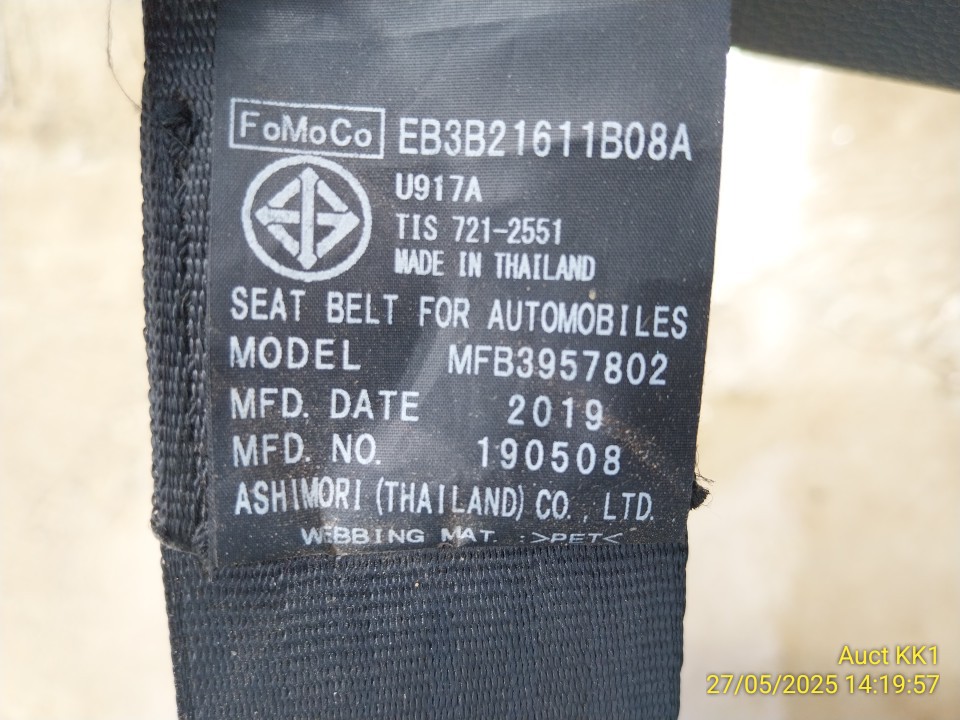 FoMoCo EB3B21611B08A
U917A
TIS 721-2551
MADE IN THAILAND
SEAT BELT FOR AUTOMOBILES
MODEL MFB3957802
MFD. DATE 2019
MFD. NO. 190508
ASHIMORI (THAILAND) CO., LTD.
WEBBING MAT. :>PET<
Auct KK1
27/05/2025 14:19:57